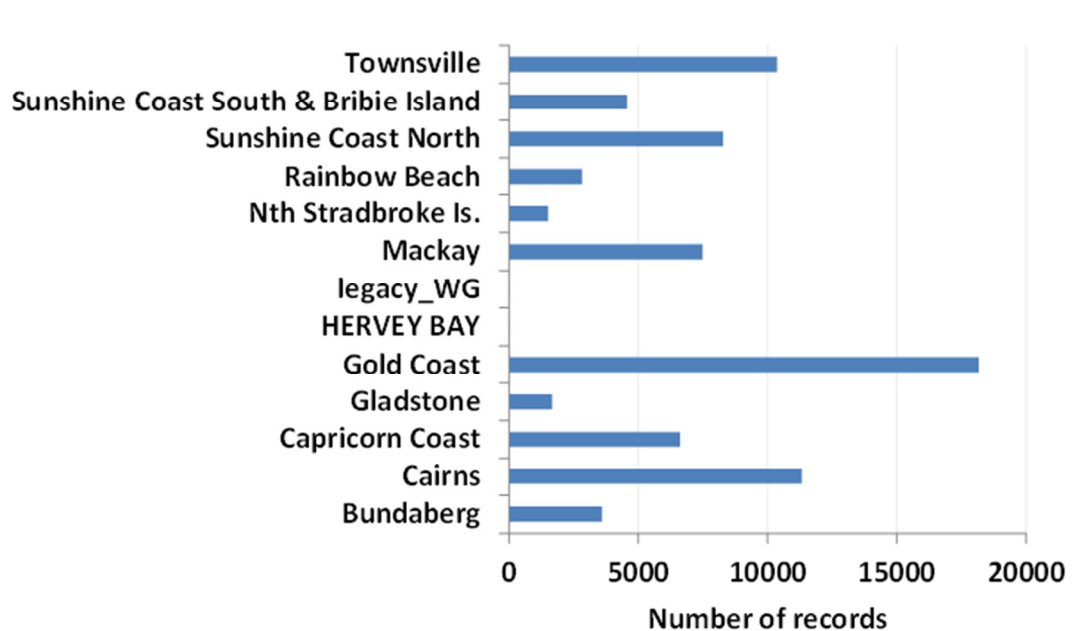 Townsville
Sunshine Coast South & Bribie Island
Sunshine Coast North
Rainbow Beach
Nth Stradbroke Is.
Mackay
legacy_WG
HERVEY BAY
Gold Coast
Gladstone
Capricorn Coast
Cairns
Bundaberg
0 5000 10000 15000 20000
Number of records